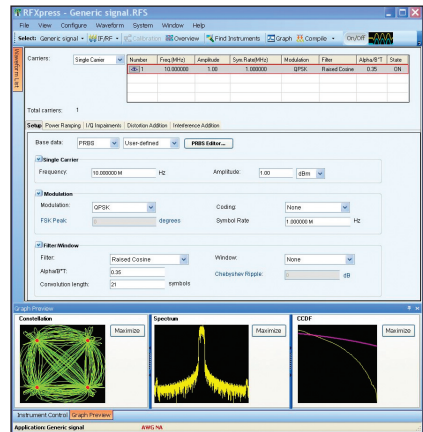 RFXpress - Generic signal.RFS
File View Configure Waveform System Window Help
Select: Generic signal IF/RF Calibration Overview Find Instruments Graph Compile On/Off
Waveform List
Carriers: Single Carrier
Number Freq.(MHz) Amplitude Sym.Rate(MHz) Modulation Filter Alpha/B*T State
1 10.000000 1.00 1.000000 QPSK Raised Cosine 0.35 ON
Total carriers: 1
Setup Power Ramping I/Q Impairments Distortion Addition Interference Addition
Base data: PRBS User-defined PRBS Editor...
Single Carrier
Frequency: 10.000000 M Hz Amplitude: 1.00 dBm
Modulation
Modulation: QPSK Coding: None
FSK Peak: 0 degrees Symbol Rate 1.000000 M Hz
Filter/Window
Filter: Raised Cosine Window: None
Alpha/B*T: 0.35 Chebyshev Ripple: 0 dB
Convolution length: 21 symbols
Graph Preview
Constellation Maximize Spectrum Maximize CCDF Maximize
Instrument Control Graph Preview
Application: Generic signal AWG NA